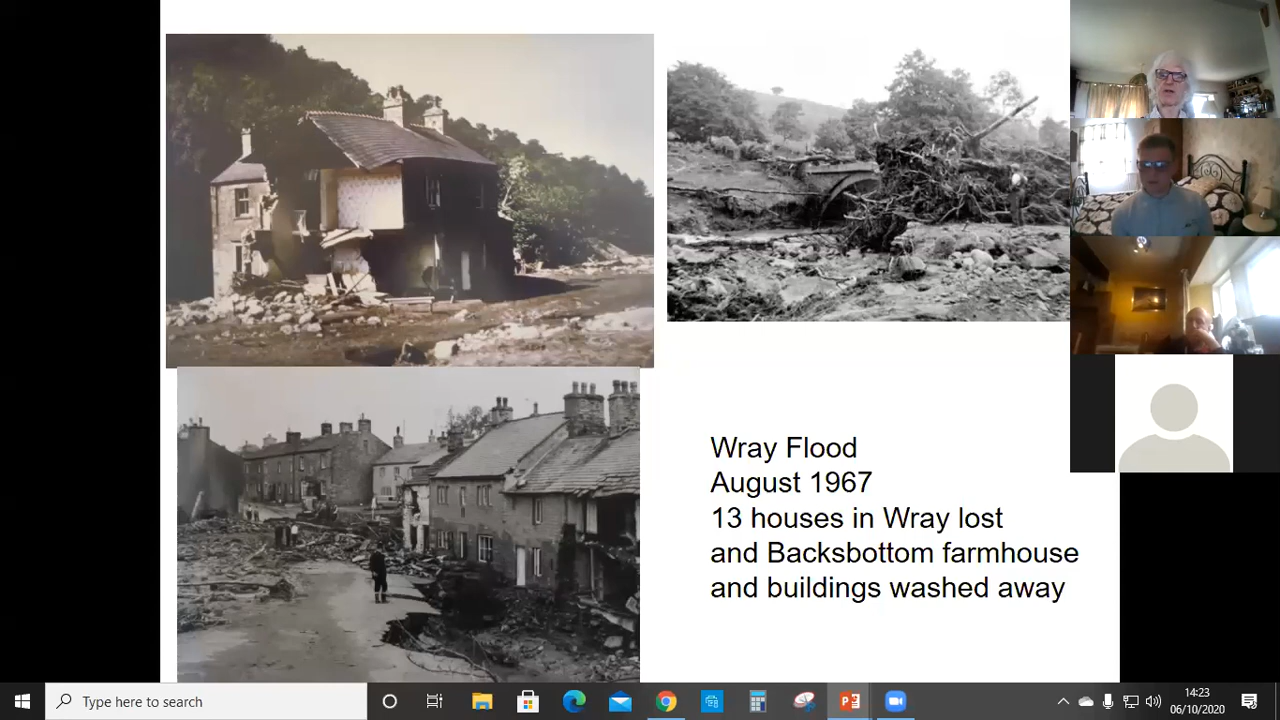 Wray Flood
August 1967
13 houses in Wray lost
and Backsbottom farmhouse
and buildings washed away
Type here to search
14:23
06/10/2020